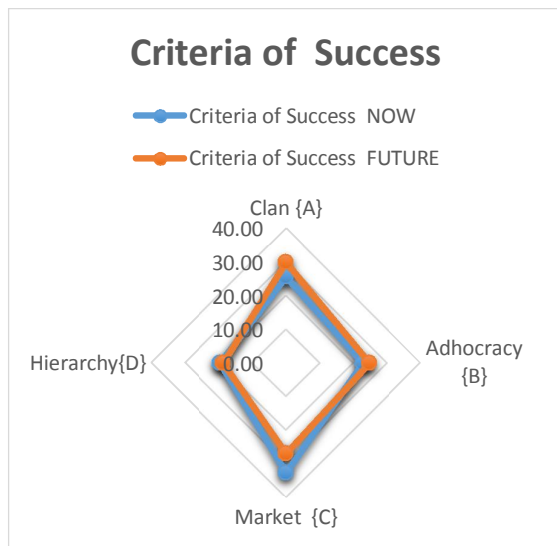 Criteria of  Success
Criteria of Success  NOW
Criteria of Success  FUTURE
Clan {A}
40.00
30.00
20.00
10.00
0.00
Hierarchy{D}
Adhocracy
{B}
Market  {C}